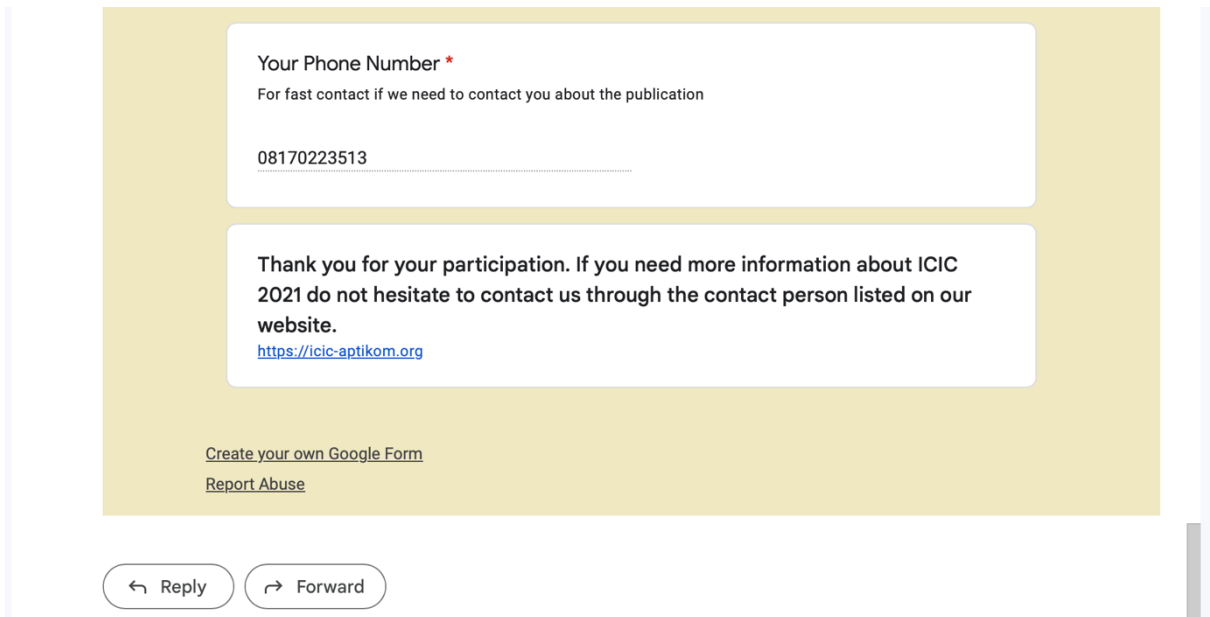 Your Phone Number *
For fast contact if we need to contact you about the publication
08170223513
Thank you for your participation. If you need more information about ICIC
2021 do not hesitate to contact us through the contact person listed on our
website.
https://icic-aptikom.org
Create your own Google Form
Report Abuse
Reply
Forward